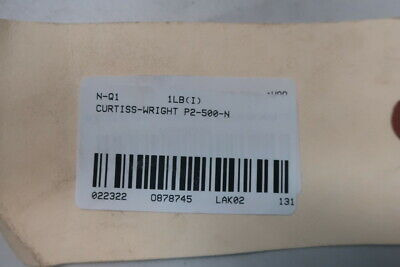 N-Q1 1LB(I)
CURTISS-WRIGHT P2-500-N
022322 0878745 LAK02 131